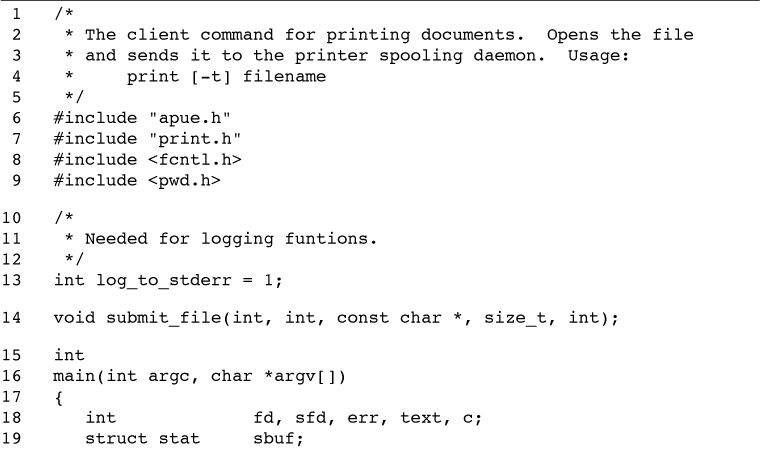 1 /*
2 * The client command for printing documents. Opens the file
3 * and sends it to the printer spooling daemon. Usage:
4 * print [-t] filename
5 */
6 #include "apue.h"
7 #include "print.h"
8 #include <fcntl.h>
9 #include <pwd.h>
10 /*
11 * Needed for logging funtions.
12 */
13 int log_to_stderr = 1;
14 void submit_file(int, int, const char *, size_t, int);
15 int
16 main(int argc, char *argv[])
17 {
18 int fd, sfd, err, text, c;
19 struct stat sbuf;